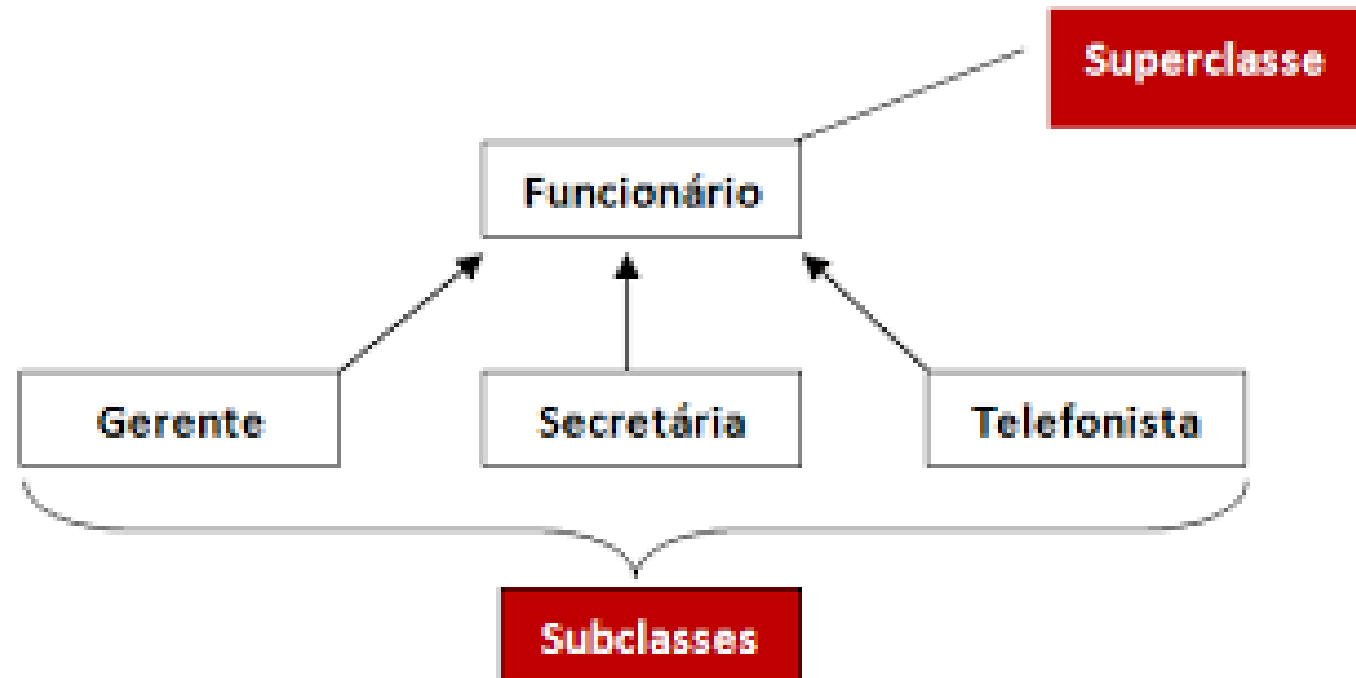 Superclasse
Funcionário
Gerente
Secretária
Telefonista
Subclasses